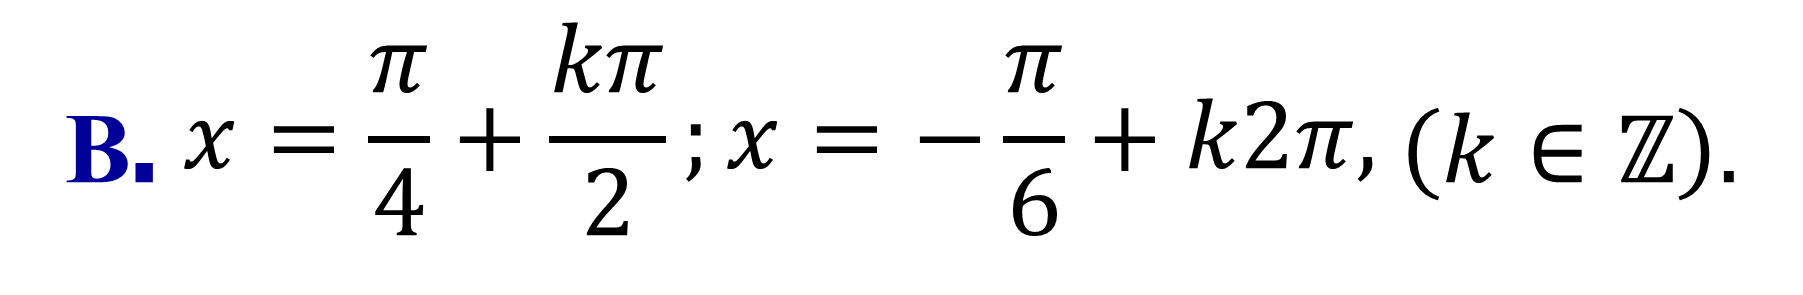 B. x = π/4 + kπ/2 ; x = −π/6 + k2π, (k ∈ ℤ).